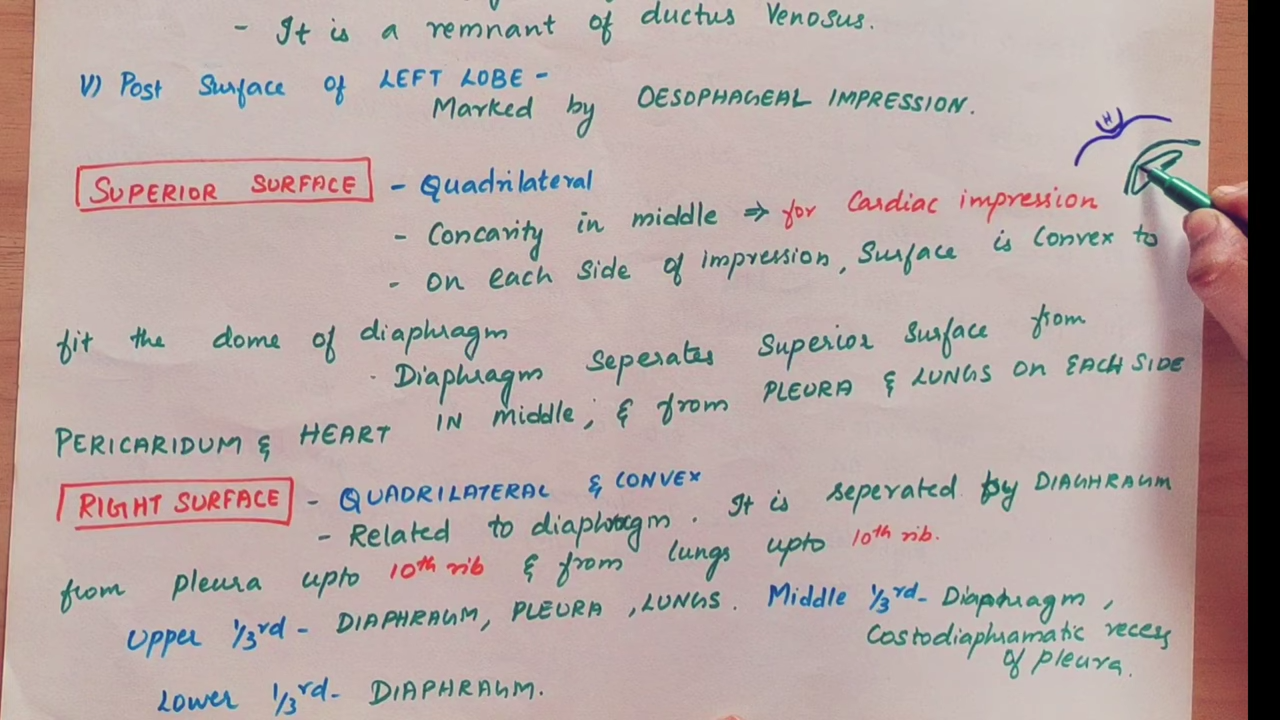 - It is a remnant of ductus Venosus.
V) Post Surface of LEFT LOBE -
Marked by OESOPHAGEAL IMPRESSION.
H
SUPERIOR SURFACE - Quadrilateral
- Concavity in middle ⇒ for Cardiac impression
- on each side of impression, Surface is Convex to
fit the dome of diaphragm
- Diaphragm seperates Superior Surface from
PERICARIDUM & HEART IN middle, & from PLEURA & LUNGS ON EACH SIDE
RIGHT SURFACE - QUADRILATERAL & CONVEX
- Related to diaphragm. It is seperated by DIAGHRAGM
from pleura upto 10th rib & from lungs upto 10th rib.
Upper 1/3rd - DIAPHRAGM, PLEURA, LUNGS. Middle 1/3rd - Diaphragm,
Costodiaphramatic recess
of pleura.
Lower 1/3rd - DIAPHRAGM.